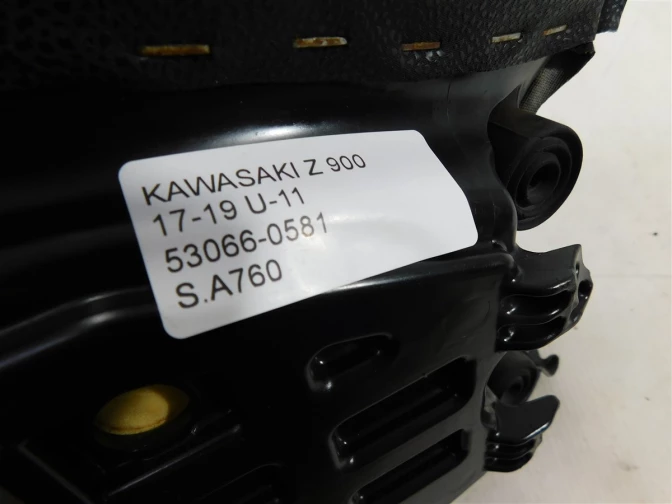 KAWASAKI Z 900
17-19 U-11
53066-0581
S.A760